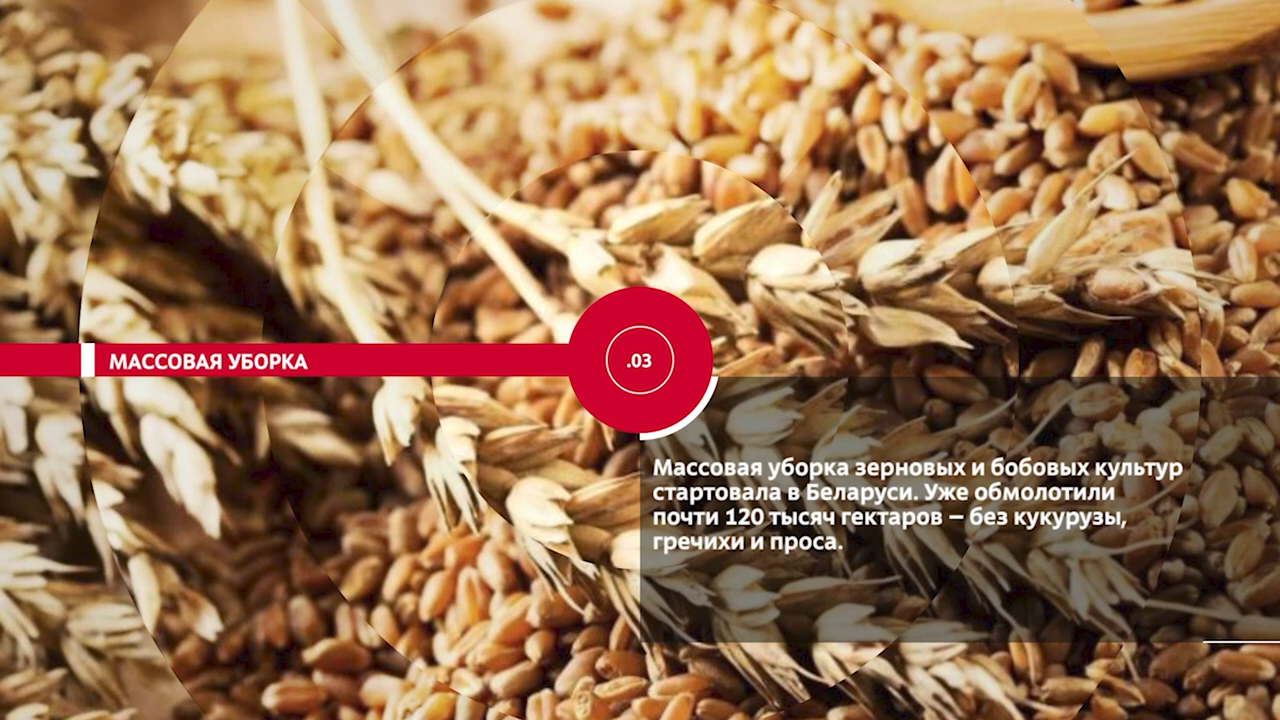 МАССОВАЯ УБОРКА
.03
Массовая уборка зерновых и бобовых культур
стартовала в Беларуси. Уже обмолотили
почти 120 тысяч гектаров – без кукурузы,
гречихи и проса.